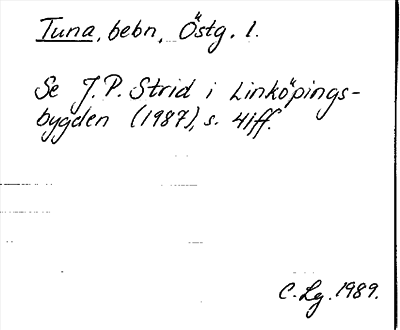 Tuna, bebn, Östg. l.
Se J.P. Strid i Linköpings-
bygden (1987), s. 41ff.
C. Lg. 1989.